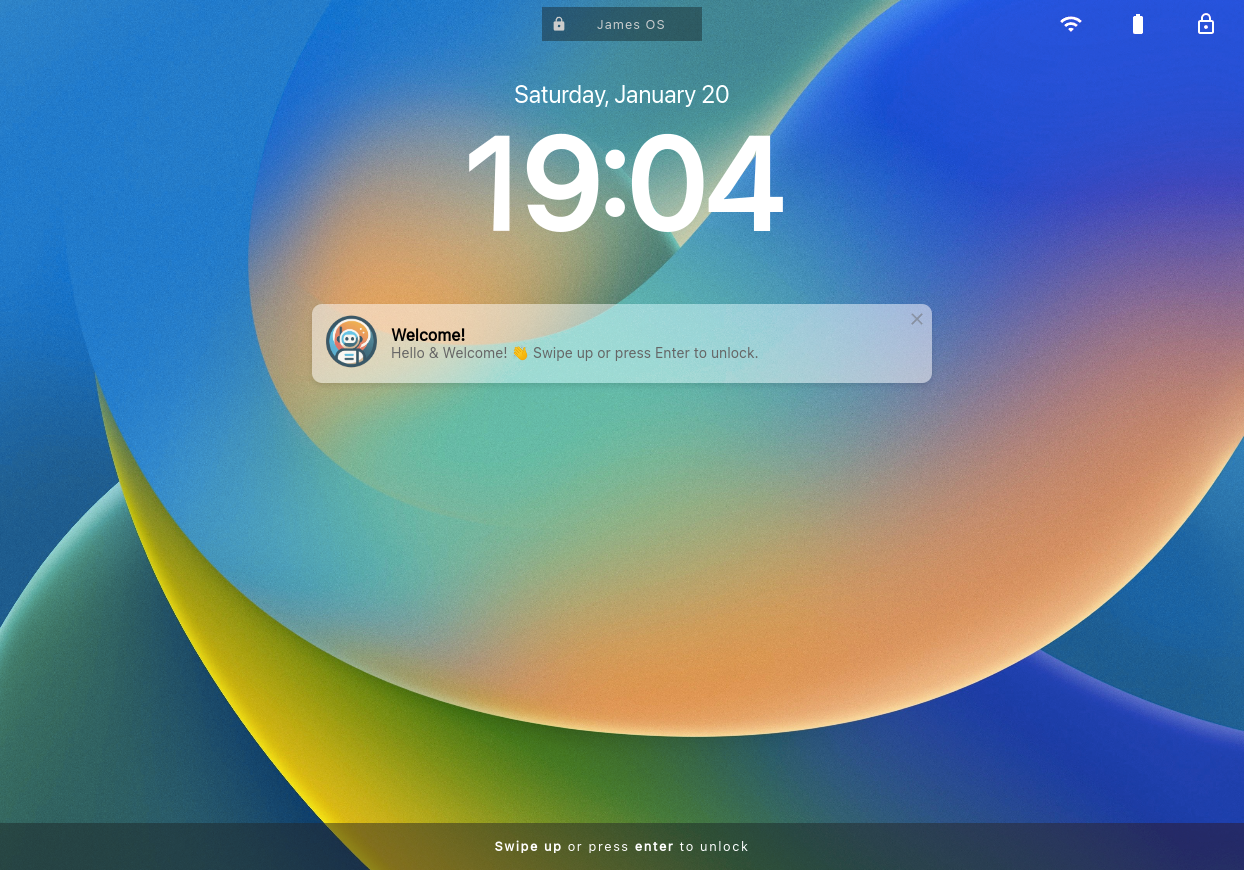 James OS
Saturday, January 20
19:04
Welcome!
Hello & Welcome! 👋 Swipe up or press Enter to unlock.
Swipe up or press enter to unlock